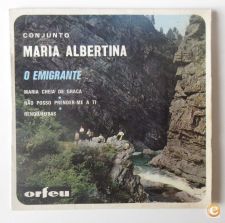 CONJUNTO
MARIA ALBERTINA
O EMIGRANTE
MARIA CHEIA DE GRAÇA
NÃO POSSO PRENDER-ME A TI
orfeu